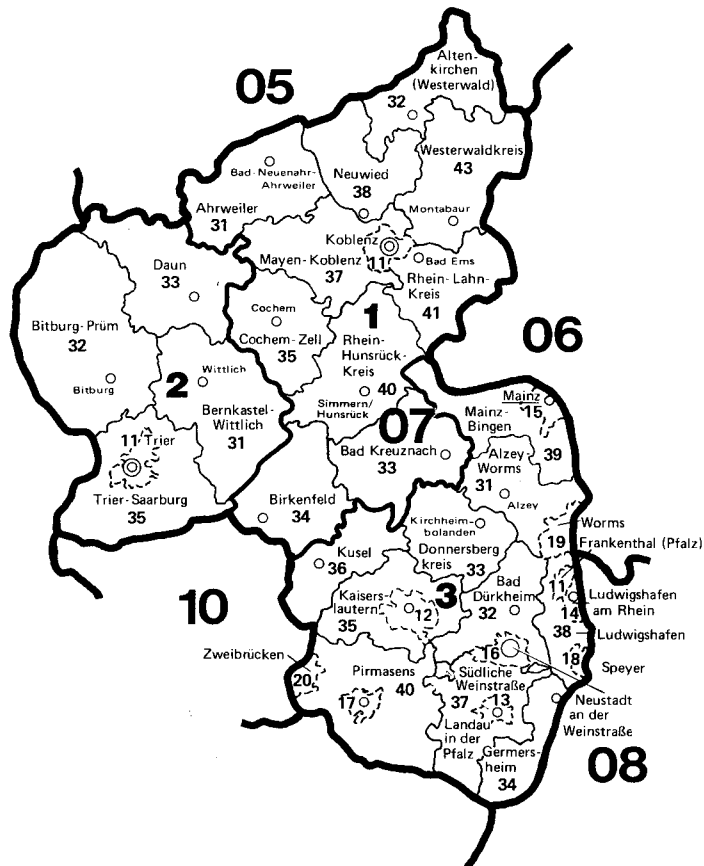 05
Alten-
kirchen
(Westerwald)
32
Westerwaldkreis
43
Bad-Neuenahr-
Ahrweiler
Neuwied
38
Ahrweiler
31
Montabaur
Koblenz
11
Bad Ems
Mayen-Koblenz
37
Rhein-Lahn-
Kreis
41
Daun
33
Cochem
Cochem-Zell
35
1
Rhein-
Hunsrück-
Kreis
40
Simmern/
Hunsrück
06
Bitburg-Prüm
32
Bitburg
2
Wittlich
Bernkastel-
Wittlich
31
Mainz
15
Mainz-
Bingen
39
07
11 Trier
Trier-Saarburg
35
Bad Kreuznach
33
Alzey
Worms
31
Alzey
Birkenfeld
34
Kirchheim-
bolanden
Donnersberg
kreis
33
Worms
19
Frankenthal (Pfalz)
11
Kusel
36
10
Kaisers-
lautern
35
12
3
Bad
Dürkheim
32
Ludwigshafen
am Rhein
14
38
Ludwigshafen
Zweibrücken
20
Pirmasens
40
17
16
Südliche
Weinstraße
37
13
18
Speyer
Neustadt
an der
Weinstraße
Landau
in der
Pfalz
Germers-
heim
34
08